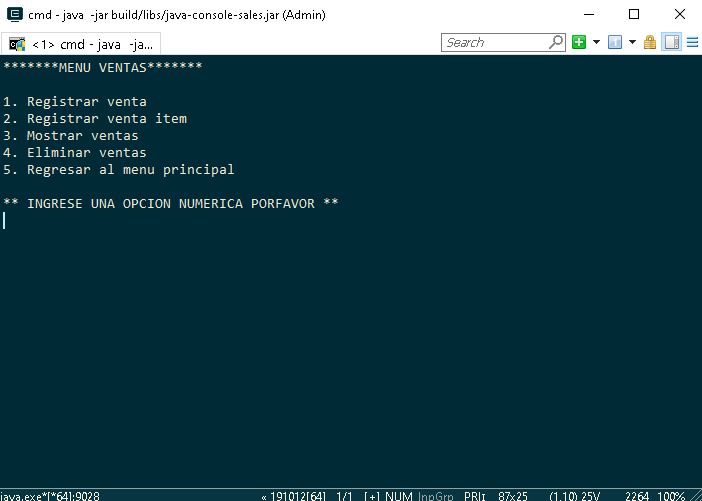 cmd - java  -jar build/libs/java-console-sales.jar (Admin)
<1> cmd - java  -ja...
Search
*******MENU VENTAS*******
1. Registrar venta
2. Registrar venta item
3. Mostrar ventas
4. Eliminar ventas
5. Regresar al menu principal
** INGRESE UNA OPCION NUMERICA PORFAVOR **
java.exe*[*64]:9028 « 191012[64] 1/1 [+] NUM InpGrp PRI↕ 87x25 (1,10) 25V 2264 100%